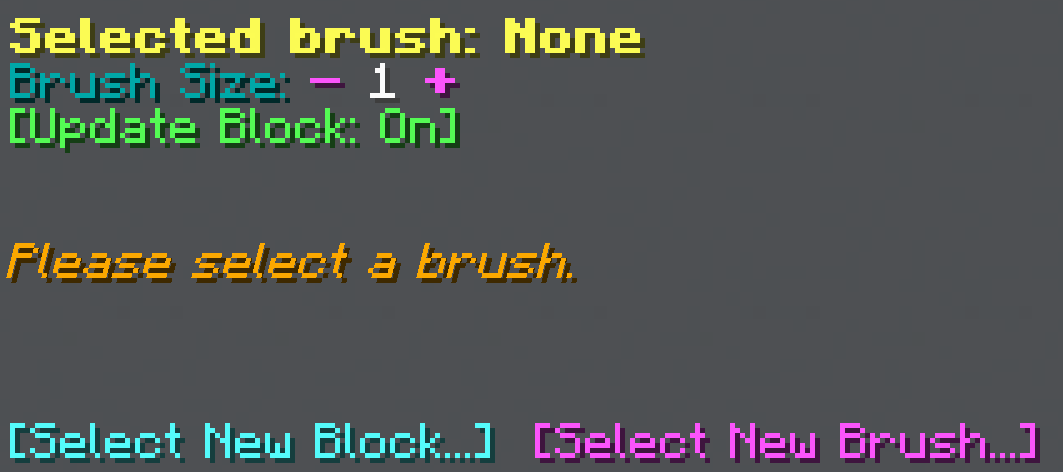 Selected brush: None
Brush Size: - 1 +
[Update Block: On]
Please select a brush.
[Select New Block...] [Select New Brush...]